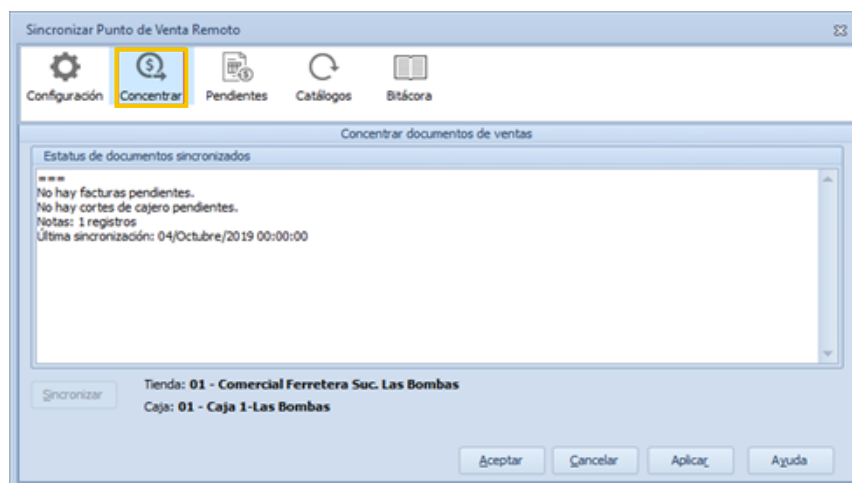 Sincronizar Punto de Venta Remoto
Configuración Concentrar Pendientes Catálogos Bitácora
Concentrar documentos de ventas
Estatus de documentos sincronizados
===
No hay facturas pendientes.
No hay cortes de cajero pendientes.
Notas: 1 registros
Última sincronización: 04/Octubre/2019 00:00:00
Sincronizar
Tienda: 01 - Comercial Ferretera Suc. Las Bombas
Caja: 01 - Caja 1-Las Bombas
Aceptar Cancelar Aplicar Ayuda